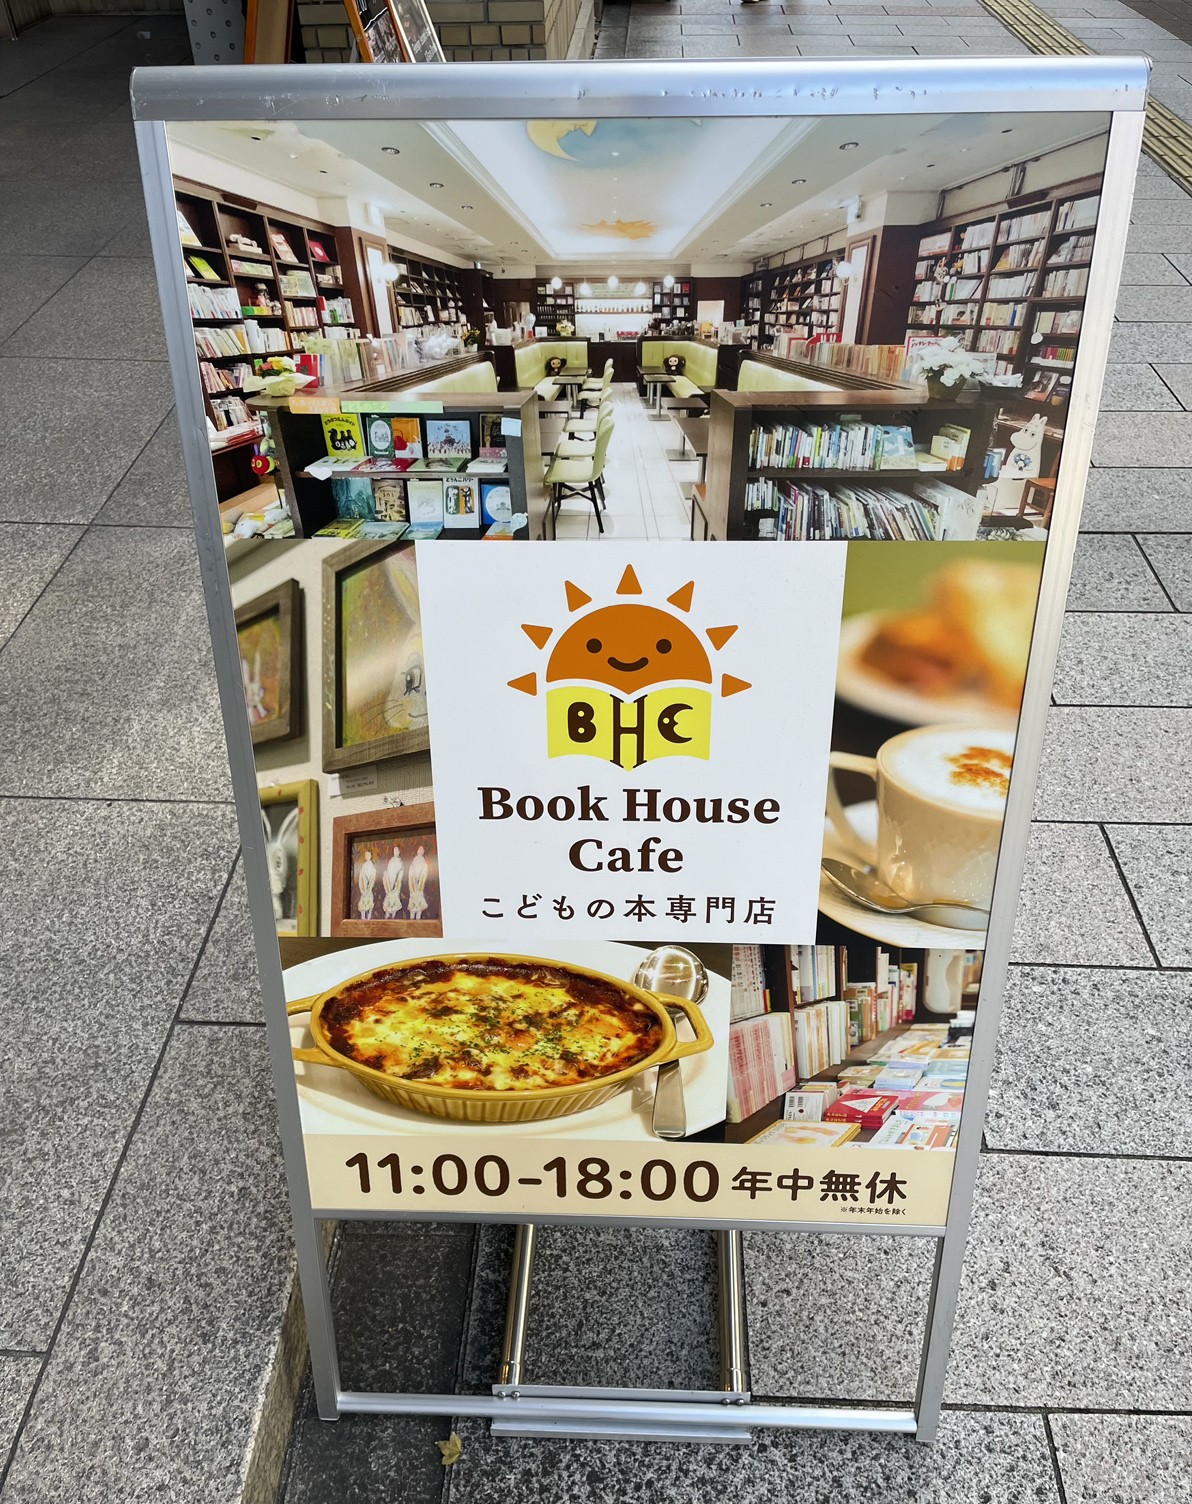 BHC
Book House
Cafe
こどもの本専門店
11:00-18:00 年中無休
※年末年始を除く